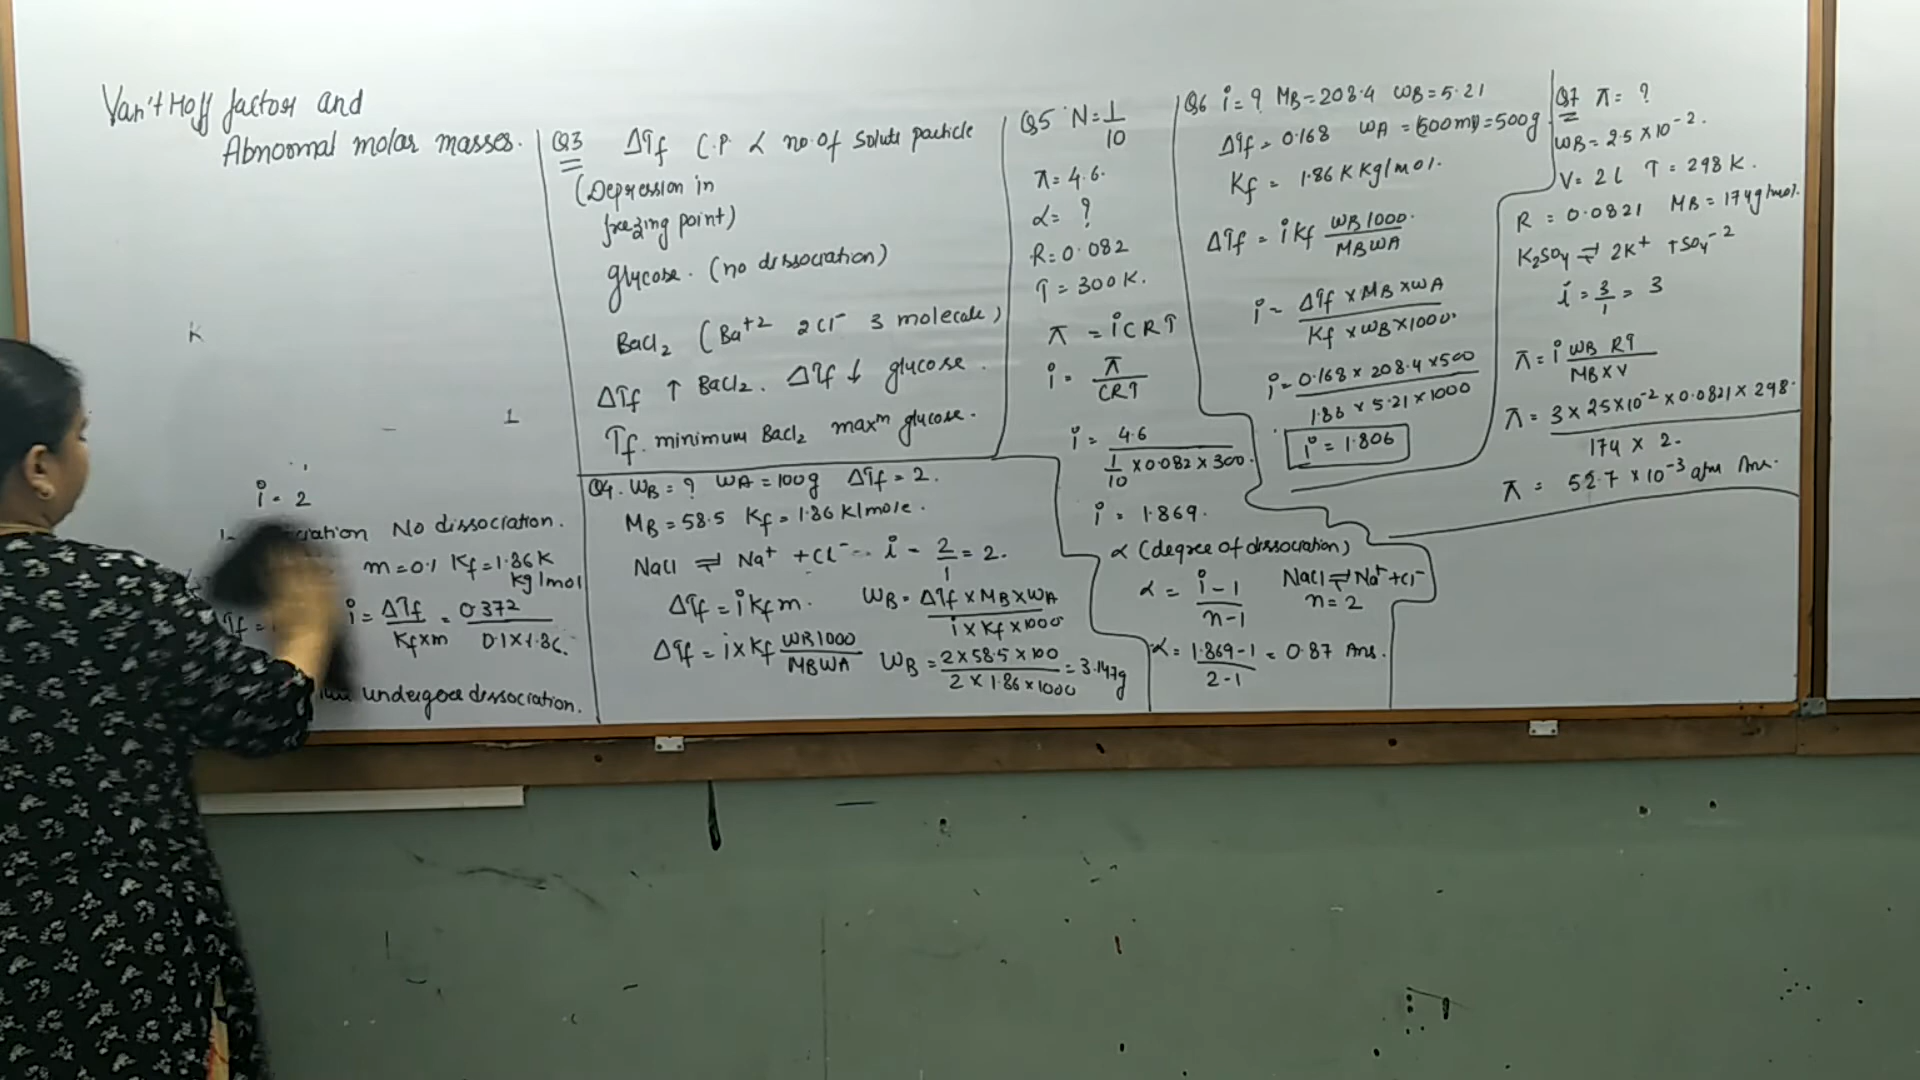 Van't Hoff factor and
Abnormal molar masses.
K
1
i = 2
No dissociation.
m = 0.1 Kf = 1.86 K
kg/mol
i = ΔTf / Kf×m = 0.372 / 0.1×1.86
undergoes dissociation.
Q3 ΔTf C.P. ∝ no. of solute particle
(Depression in
freezing point)
glucose. (no dissociation)
BaCl2 (Ba+2 2Cl- 3 molecule)
ΔTf ↑ BaCl2. ΔTf ↓ glucose.
Tf. minimum BaCl2 maxm glucose.
Q4. WB = ? WA = 100g ΔTf = 2.
MB = 58.5 Kf = 1.86 K/mole.
NaCl ⇌ Na+ + Cl- i = 2/1 = 2.
ΔTf = i Kf m.
ΔTf = i × Kf WB 1000 / MB WA
WB = ΔTf × MB × WA / i × Kf × 1000
WB = 2 × 58.5 × 100 / 2 × 1.86 × 1000 = 3.147g
Q5 N = 1/10
π = 4.6.
α = ?
R = 0.082
T = 300 K.
π = i C R T
i = π / CRT
i = 4.6 / 1/10 × 0.082 × 300.
i = 1.869.
α (degree of dissociation)
α = i-1 / n-1
NaCl ⇌ Na+ + Cl-
n = 2
α = 1.869-1 / 2-1 = 0.87 Ans.
Q6 i = ? MB = 208.4 WB = 5.21
ΔTf = 0.168 WA = (500ml) = 500g.
Kf = 1.86 K Kg/mol.
ΔTf = i Kf WB 1000. / MB WA
i = ΔTf × MB × WA / Kf × WB × 1000.
i = 0.168 × 208.4 × 500 / 1.86 × 5.21 × 1000
i = 1.806
Q7 π = ?
WB = 2.5 × 10-2.
V = 2 l T = 298 K.
R = 0.0821 MB = 174g/mol.
K2SO4 ⇌ 2K+ + SO4-2
i = 3/1 = 3
π = i WB RT / MB × V
π = 3 × 25 × 10-2 × 0.0821 × 298. / 174 × 2.
π = 52.7 × 10-3 atm Ans.